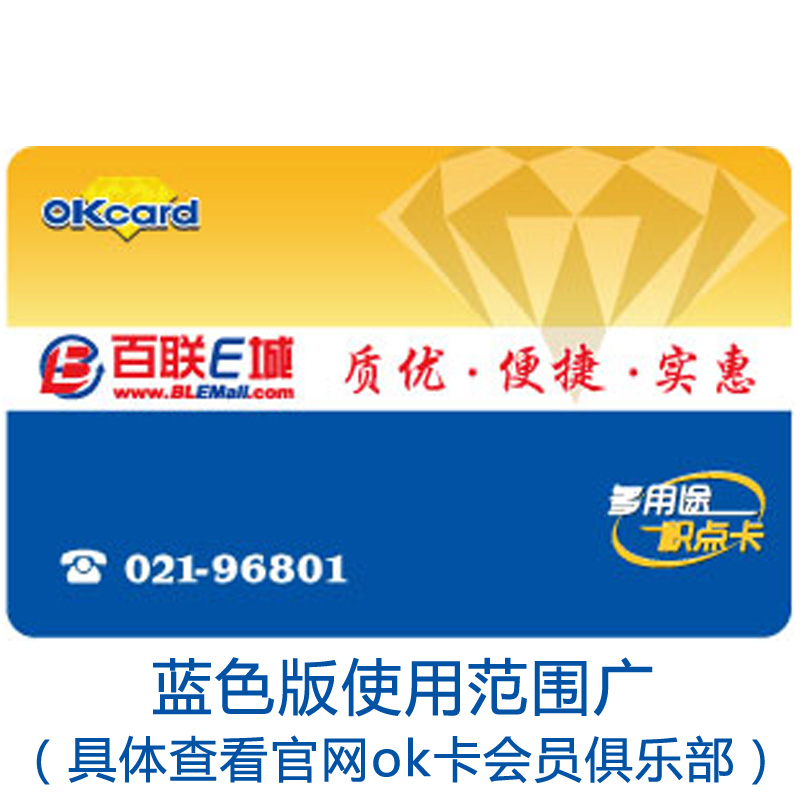 OKcard
百联E城
www.BLEMall.com
质优·便捷·实惠
多用途
积点卡
021-96801
蓝色版使用范围广
（具体查看官网ok卡会员俱乐部）